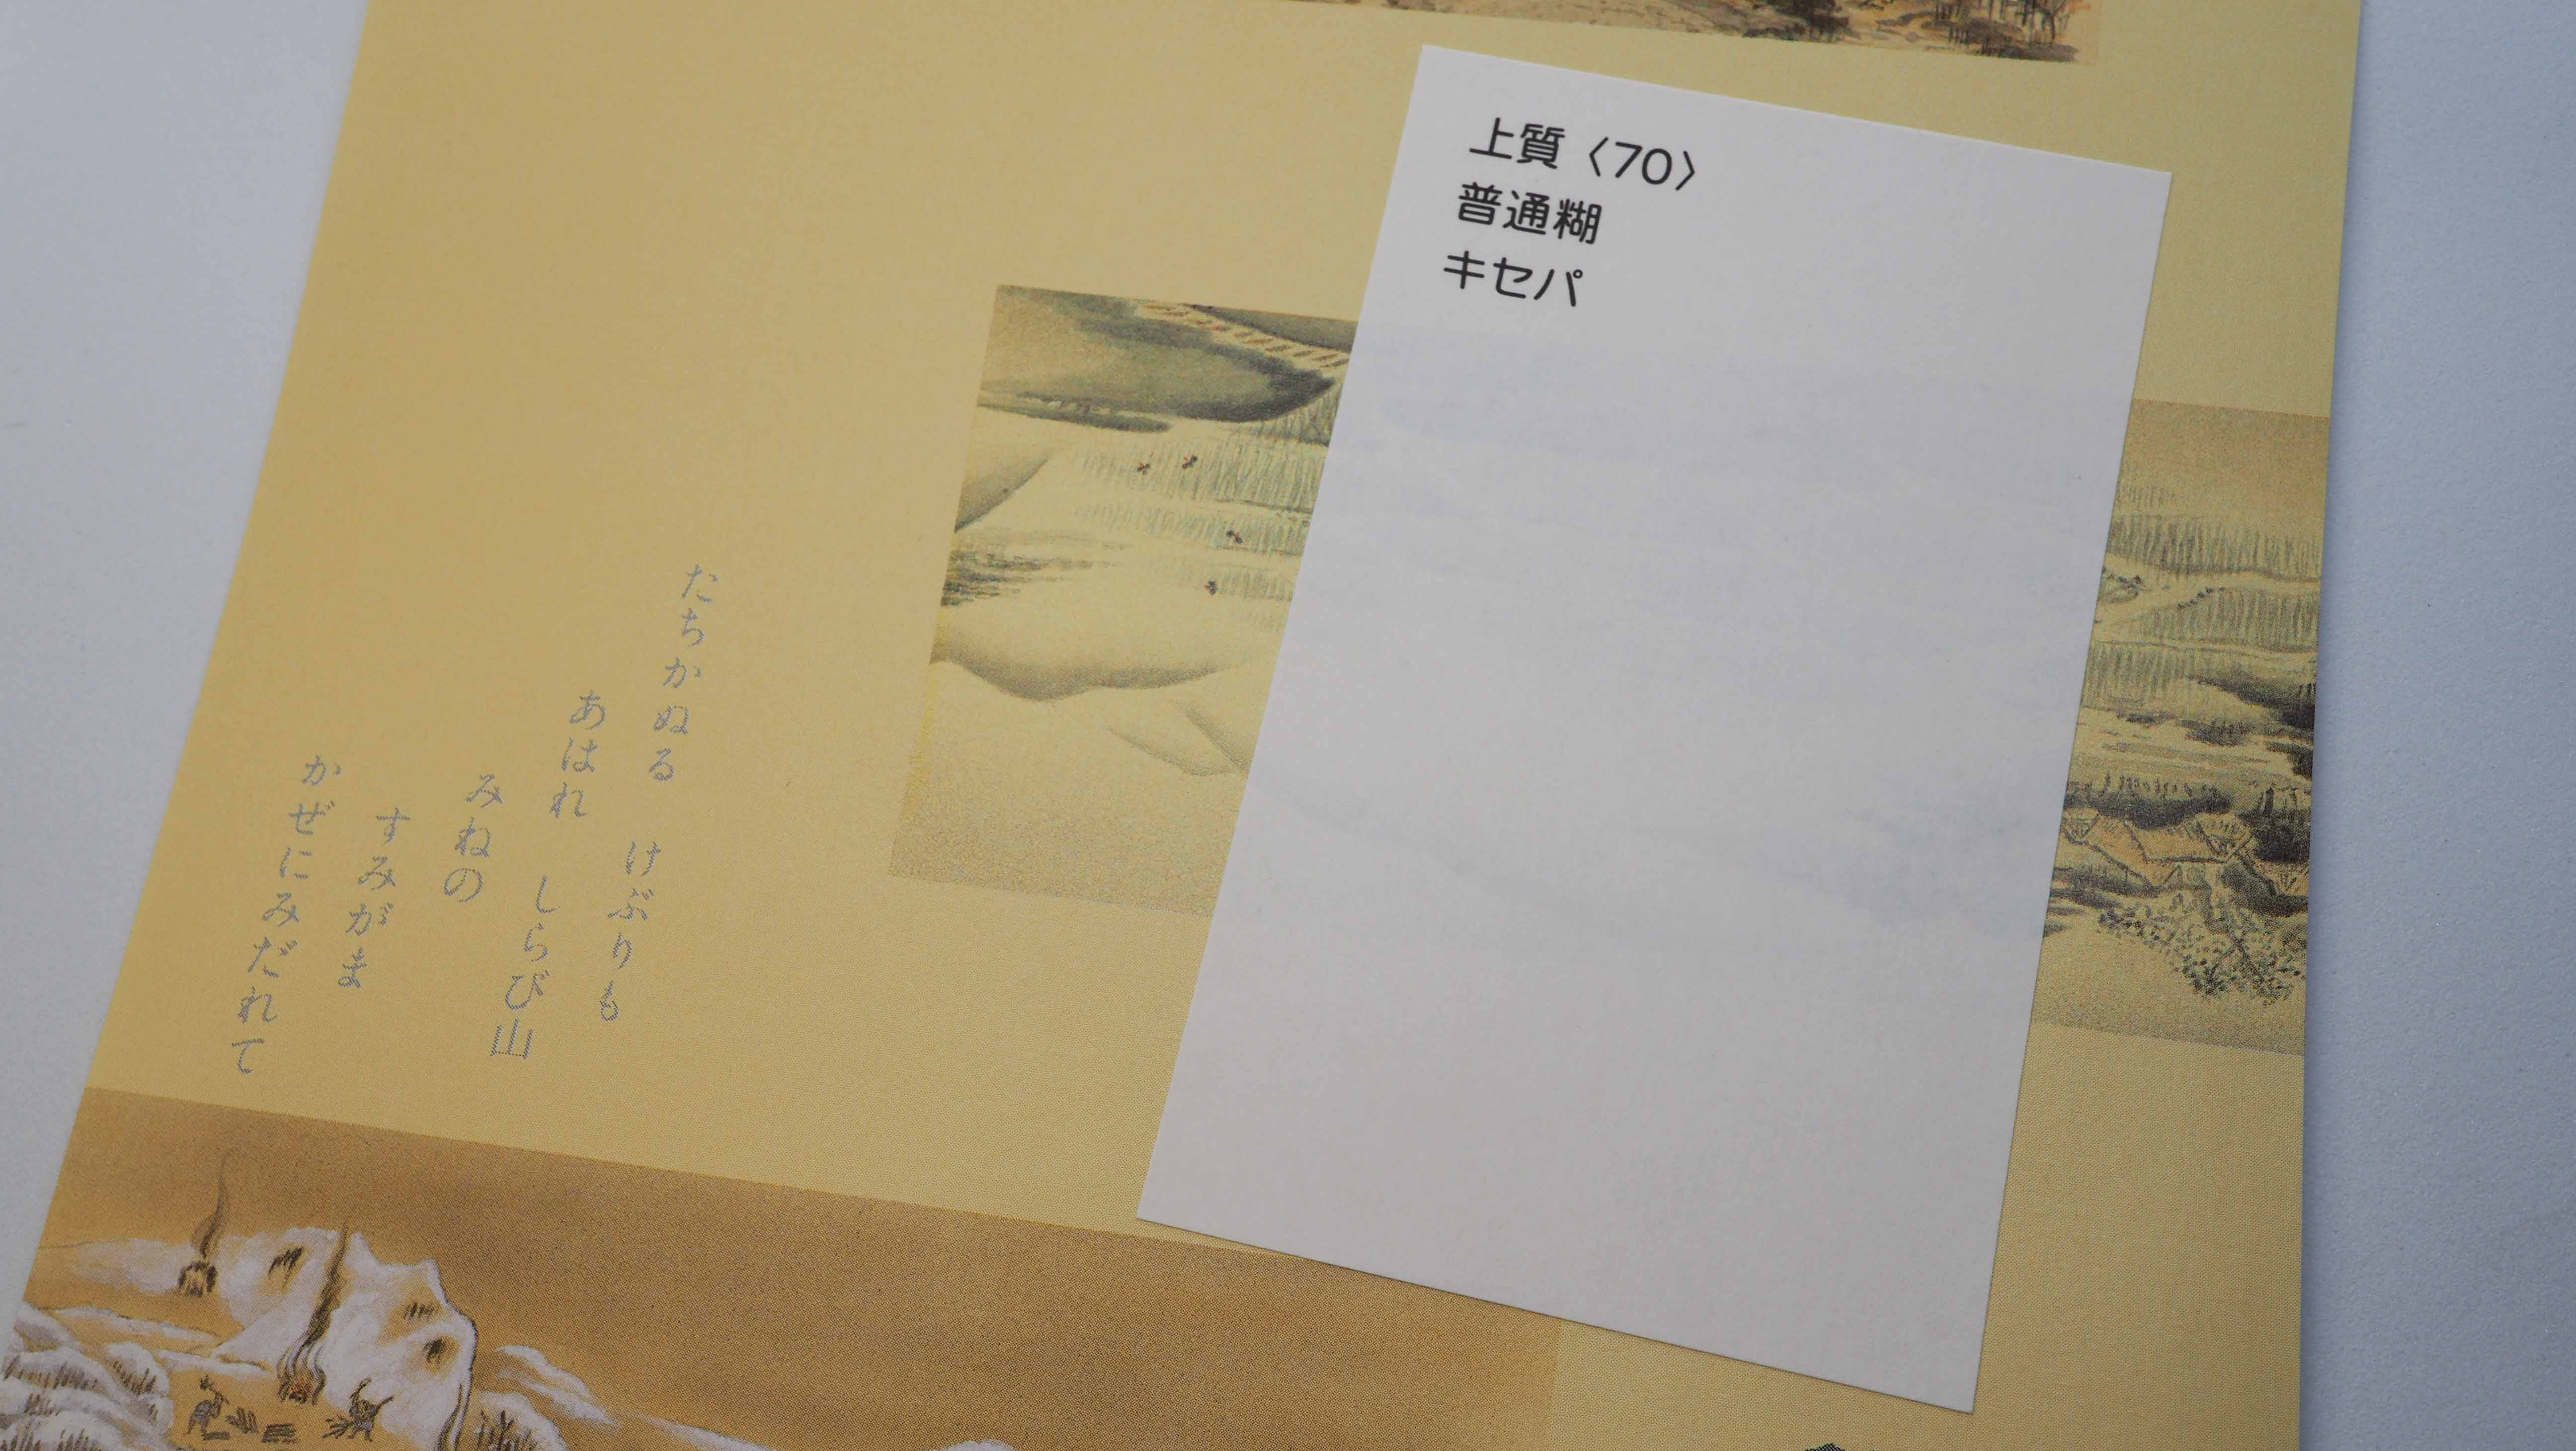 上質〈70〉
普通糊
キセパ
たちかぬる　けぶりも
あはれ　しらび山
みねの
すみがま
かぜにみだれて